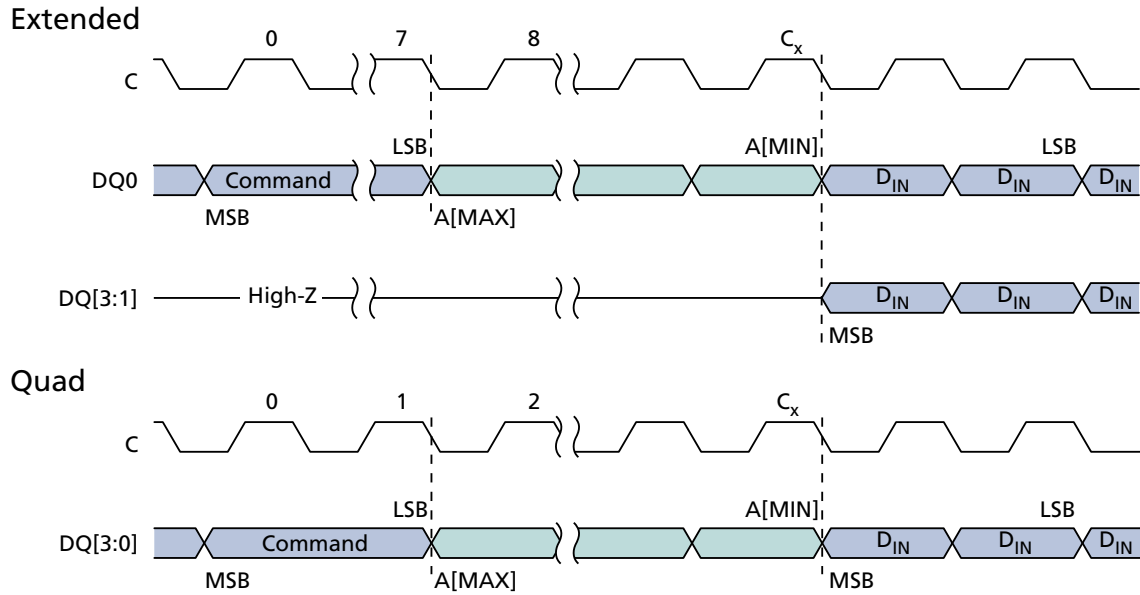 Extended
0 7 8 Cx
C
LSB A[MIN] LSB
DQ0 Command DIN DIN DIN
MSB A[MAX]
DQ[3:1] High-Z DIN DIN DIN
MSB
Quad
0 1 2 Cx
C
LSB A[MIN] LSB
DQ[3:0] Command DIN DIN DIN
MSB A[MAX] MSB